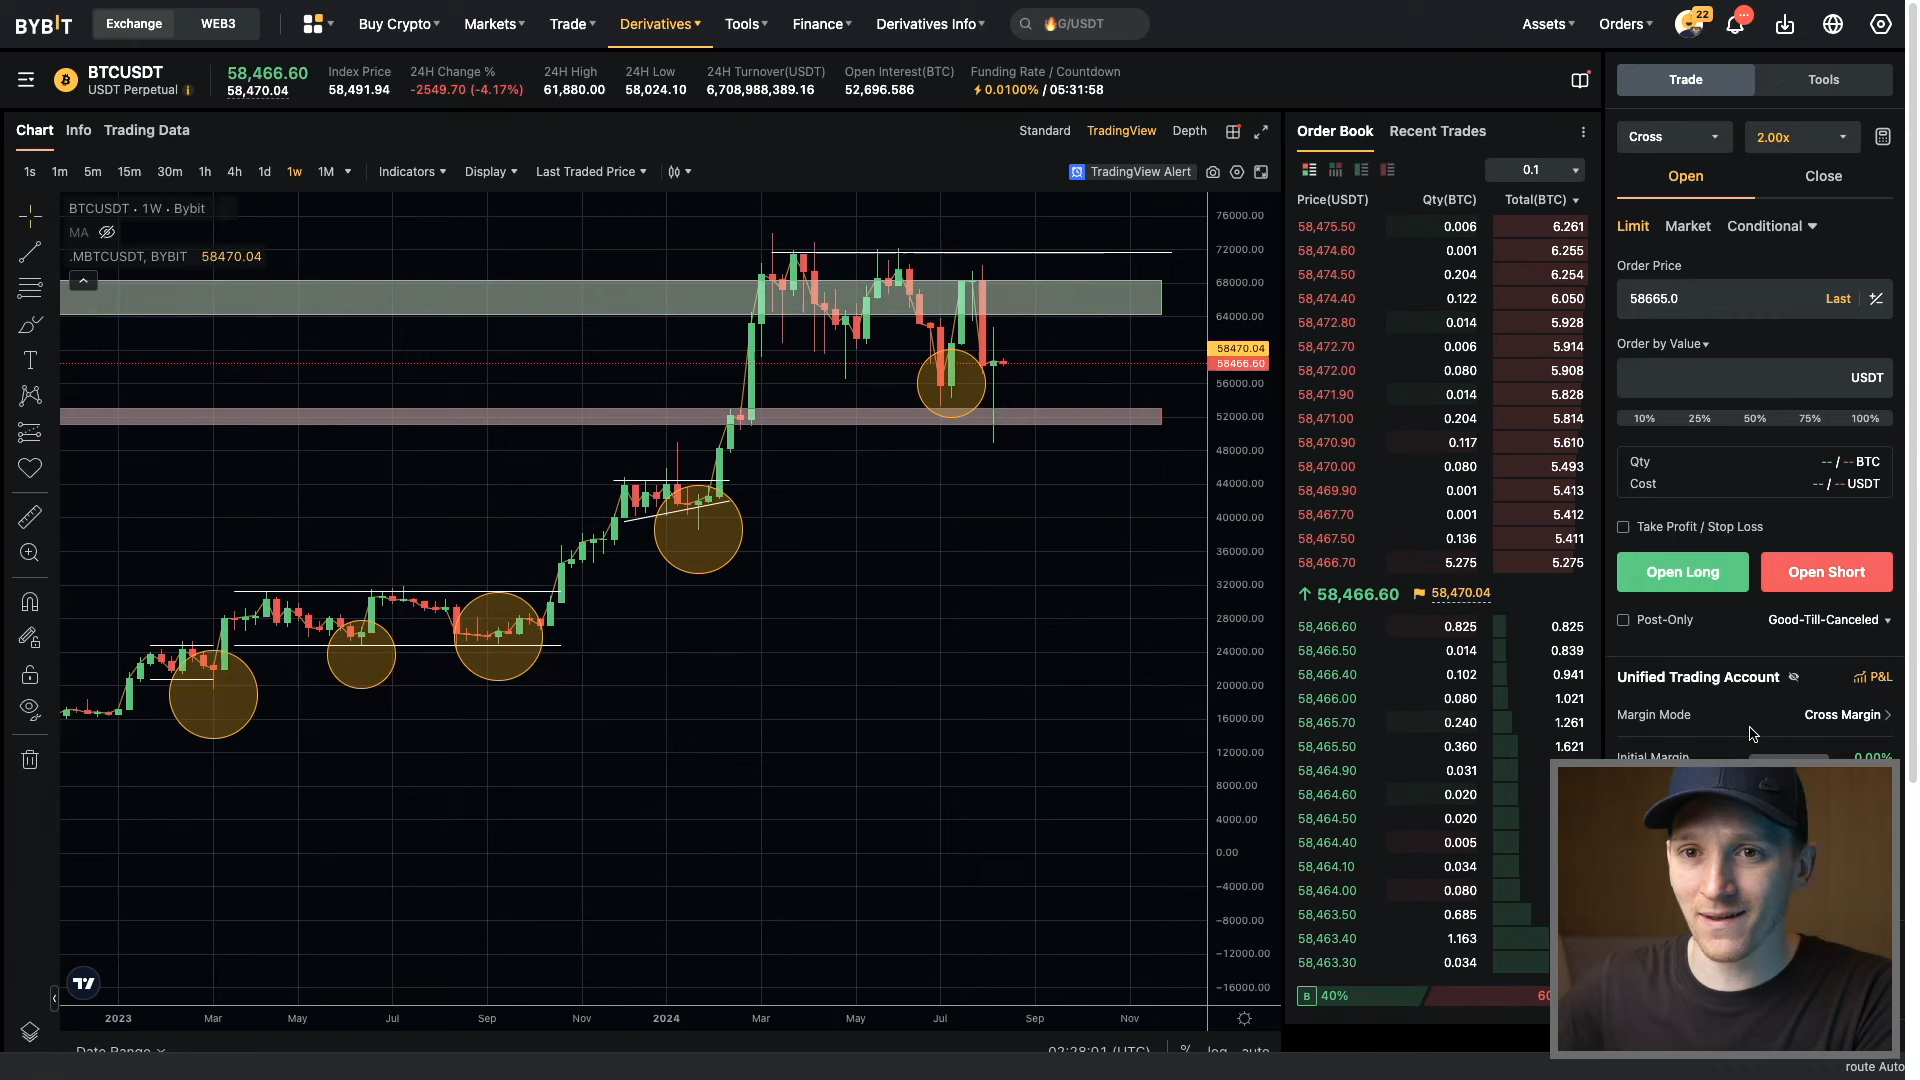 BYBIT Exchange WEB3 Buy Crypto Markets Trade Derivatives Tools Finance Derivatives Info G/USDT Assets Orders 22
BTCUSDT
USDT Perpetual
58,466.60
58,470.04
Index Price
58,491.94
24H Change %
-2549.70 (-4.17%)
24H High
61,880.00
24H Low
58,024.10
24H Turnover(USDT)
6,708,988,389.16
Open Interest(BTC)
52,696.586
Funding Rate / Countdown
0.0100% / 05:31:58
Chart Info Trading Data
Standard TradingView Depth
1s 1m 5m 15m 30m 1h 4h 1d 1w 1M Indicators Display Last Traded Price TradingView Alert
BTCUSDT · 1W · Bybit
MA
.MBTCUSDT, BYBIT 58470.04
76000.00
72000.00
68000.00
64000.00
58470.04
58466.60
56000.00
52000.00
48000.00
44000.00
40000.00
36000.00
32000.00
28000.00
24000.00
20000.00
16000.00
12000.00
8000.00
4000.00
0.00
−4000.00
−8000.00
−12000.00
−16000.00
2023 Mar May Jul Sep Nov 2024 Mar May Jul Sep Nov
Date Range 02:28:01 (UTC) % log auto
Order Book Recent Trades
0.1
Price(USDT) Qty(BTC) Total(BTC)
58,475.50 0.006 6.261
58,474.60 0.001 6.255
58,474.50 0.204 6.254
58,474.40 0.122 6.050
58,472.80 0.014 5.928
58,472.70 0.006 5.914
58,472.00 0.080 5.908
58,471.90 0.014 5.828
58,471.00 0.204 5.814
58,470.90 0.117 5.610
58,470.00 0.080 5.493
58,469.90 0.001 5.413
58,467.70 0.001 5.412
58,467.50 0.136 5.411
58,466.70 5.275 5.275
58,466.60 58,470.04
58,466.60 0.825 0.825
58,466.50 0.014 0.839
58,466.40 0.102 0.941
58,466.00 0.080 1.021
58,465.70 0.240 1.261
58,465.50 0.360 1.621
58,464.90 0.031
58,464.60 0.020
58,464.50 0.020
58,464.40 0.005
58,464.10 0.034
58,464.00 0.080
58,463.50 0.685
58,463.40 1.163
58,463.30 0.034
B 40% 60
Trade Tools
Cross 2.00x
Open Close
Limit Market Conditional
Order Price
58665.0 Last
Order by Value
USDT
10% 25% 50% 75% 100%
Qty -- / -- BTC
Cost -- / -- USDT
Take Profit / Stop Loss
Open Long Open Short
Post-Only Good-Till-Canceled
Unified Trading Account P&L
Margin Mode Cross Margin
Initial Margin 0.00%
route Auto